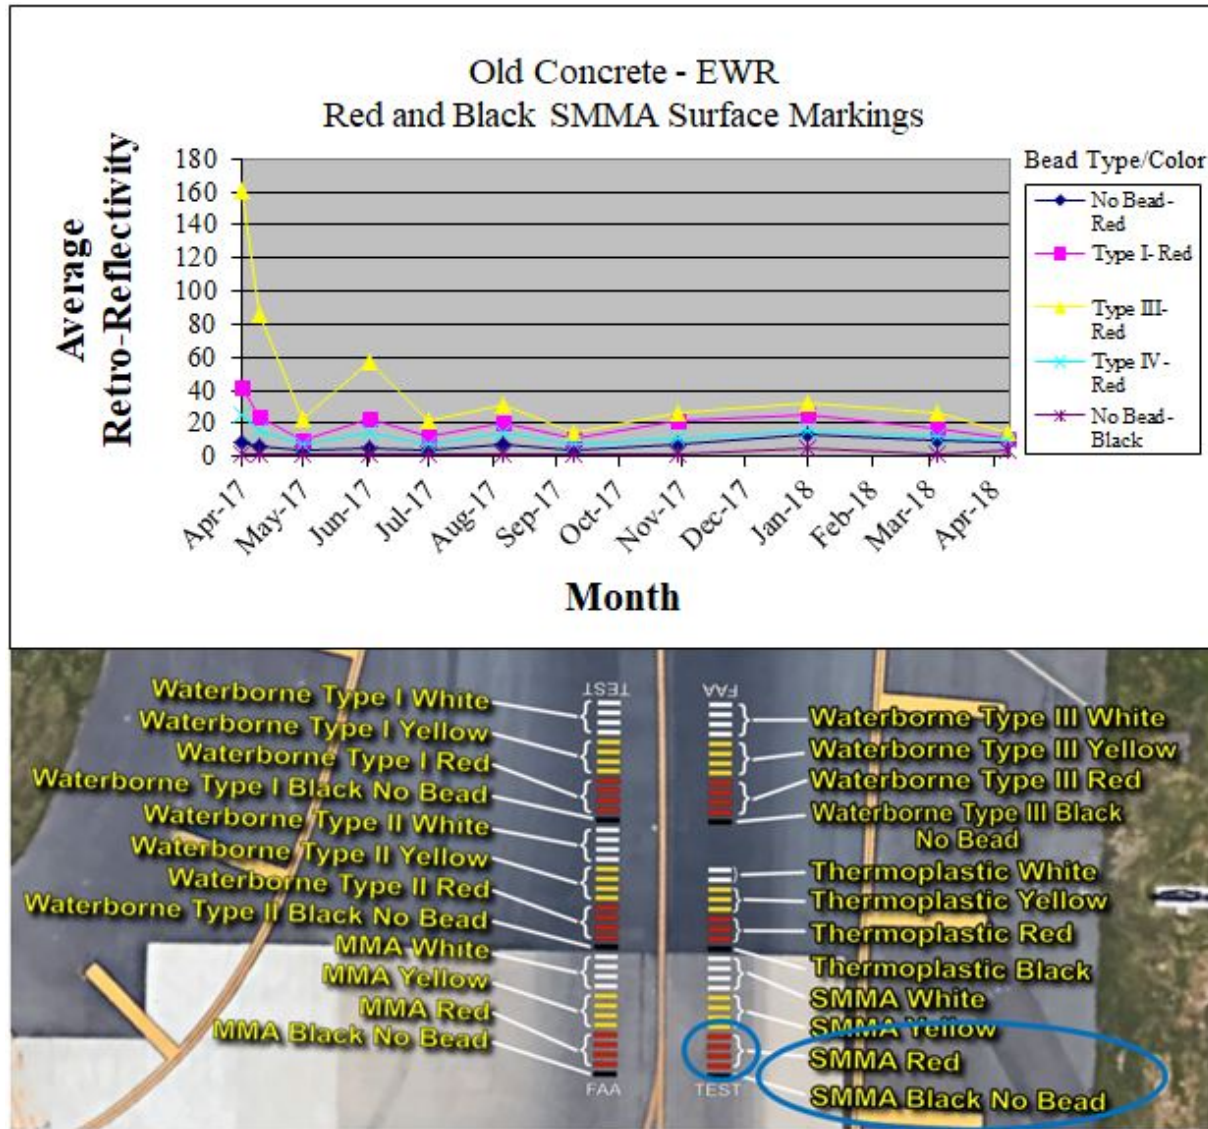 Old Concrete - EWR
Red and Black SMMA Surface Markings
Average
Retro-Reflectivity
180
160
140
120
100
80
60
40
20
0
Apr-17
May-17
Jun-17
Jul-17
Aug-17
Sep-17
Oct-17
Nov-17
Dec-17
Jan-18
Feb-18
Mar-18
Apr-18
Month
Bead Type/Color
No Bead-
Red
Type I- Red
Type III-
Red
Type IV-
Red
No Bead-
Black
TEST
FAA
Waterborne Type I White
Waterborne Type I Yellow
Waterborne Type I Red
Waterborne Type I Black No Bead
Waterborne Type II White
Waterborne Type II Yellow
Waterborne Type II Red
Waterborne Type II Black No Bead
MMA White
MMA Yellow
MMA Red
MMA Black No Bead
Waterborne Type III White
Waterborne Type III Yellow
Waterborne Type III Red
Waterborne Type III Black
No Bead
Thermoplastic White
Thermoplastic Yellow
Thermoplastic Red
Thermoplastic Black
SMMA White
SMMA Yellow
SMMA Red
SMMA Black No Bead
FAA
TEST